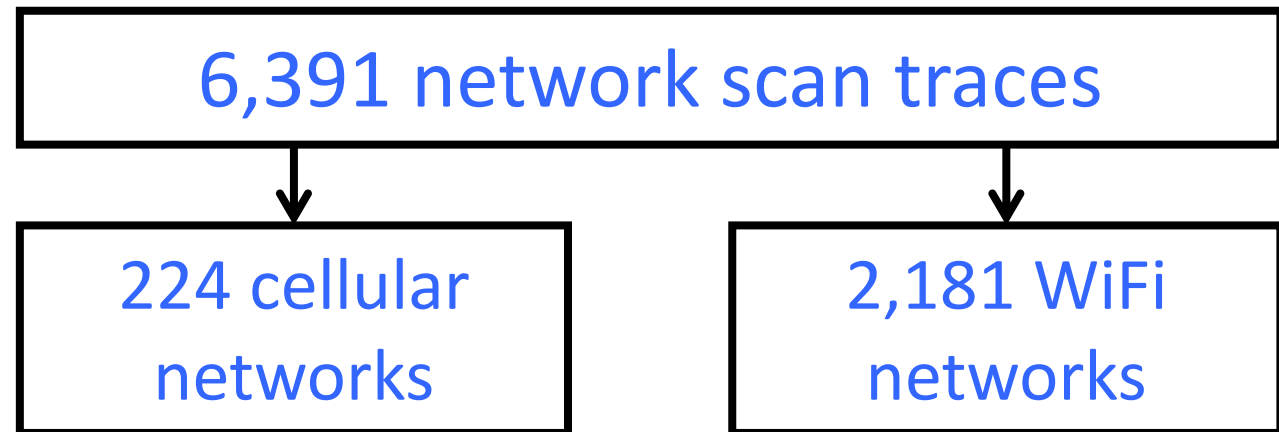 6,391 network scan traces
224 cellular
networks
2,181 WiFi
networks